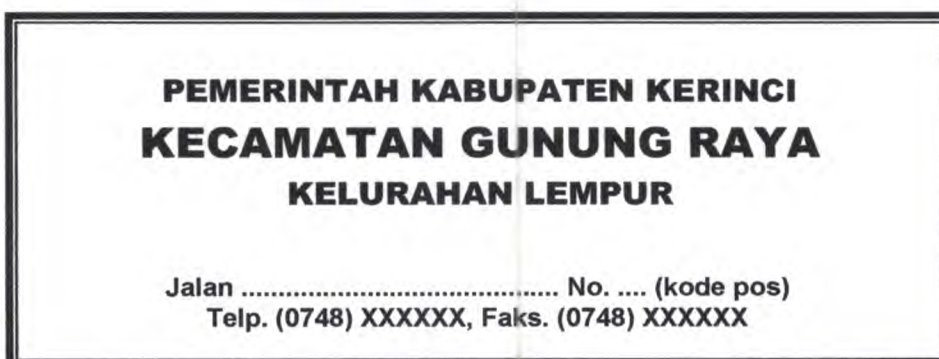 PEMERINTAH KABUPATEN KERINCI
KECAMATAN GUNUNG RAYA
KELURAHAN LEMPUR
Jalan ........................................... No. .... (kode pos)
Telp. (0748) XXXXXX, Faks. (0748) XXXXXX